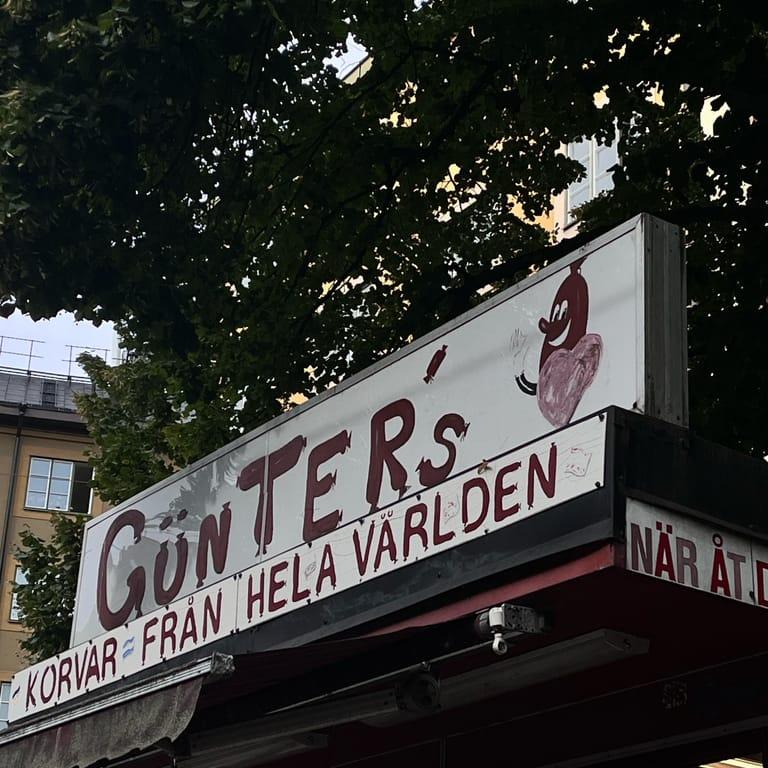 GÜNTER's
KORVAR FRÅN HELA VÄRLDEN
NÄR ÅT